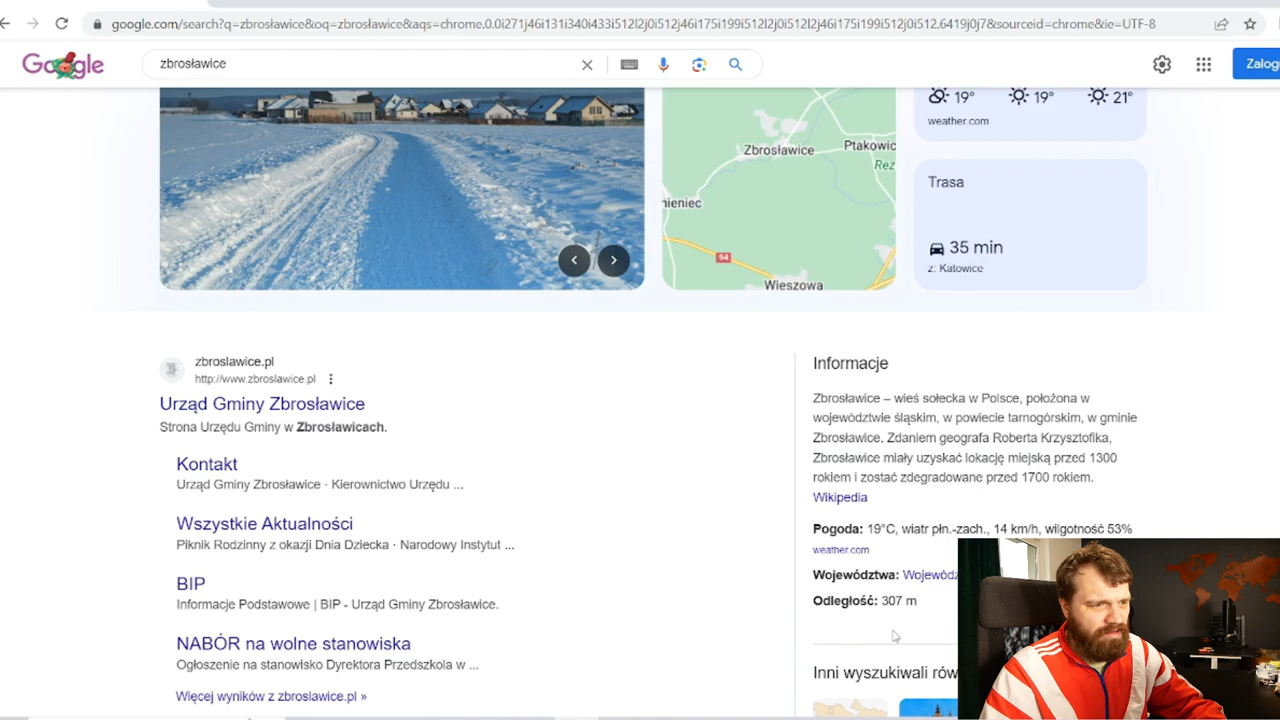 google.com/search?q=zbrosławice&oq=zbrosławice&aqs=chrome.0.0i271j46i131i340i433i512l2j0i512j46i175i199i512l2j0i512l2j46i175i199i512j0i512.6419j0j7&sourceid=chrome&ie=UTF-8
Google
zbrosławice
Zalogu
19° 19° 21°
weather.com
Zbrosławice
Ptakowic
Rez
nieniec
94
Wieszowa
Trasa
35 min
z: Katowice
zbroslawice.pl
http://www.zbroslawice.pl
Urząd Gminy Zbrosławice
Strona Urzędu Gminy w Zbrosławicach.
Kontakt
Urząd Gminy Zbrosławice · Kierownictwo Urzędu ...
Wszystkie Aktualności
Piknik Rodzinny z okazji Dnia Dziecka · Narodowy Instytut ...
BIP
Informacje Podstawowe | BIP - Urząd Gminy Zbrosławice.
NABÓR na wolne stanowiska
Ogłoszenie na stanowisko Dyrektora Przedszkola w ...
Więcej wyników z zbroslawice.pl »
Informacje
Zbrosławice – wieś sołecka w Polsce, położona w
województwie śląskim, w powiecie tarnogórskim, w gminie
Zbrosławice. Zdaniem geografa Roberta Krzysztofika,
Zbrosławice miały uzyskać lokację miejską przed 1300
rokiem i zostać zdegradowane przed 1700 rokiem.
Wikipedia
Pogoda: 19°C, wiatr płn.-zach., 14 km/h, wilgotność 53%
weather.com
Województwa: Wojewódz
Odległość: 307 m
Inni wyszukiwali rów